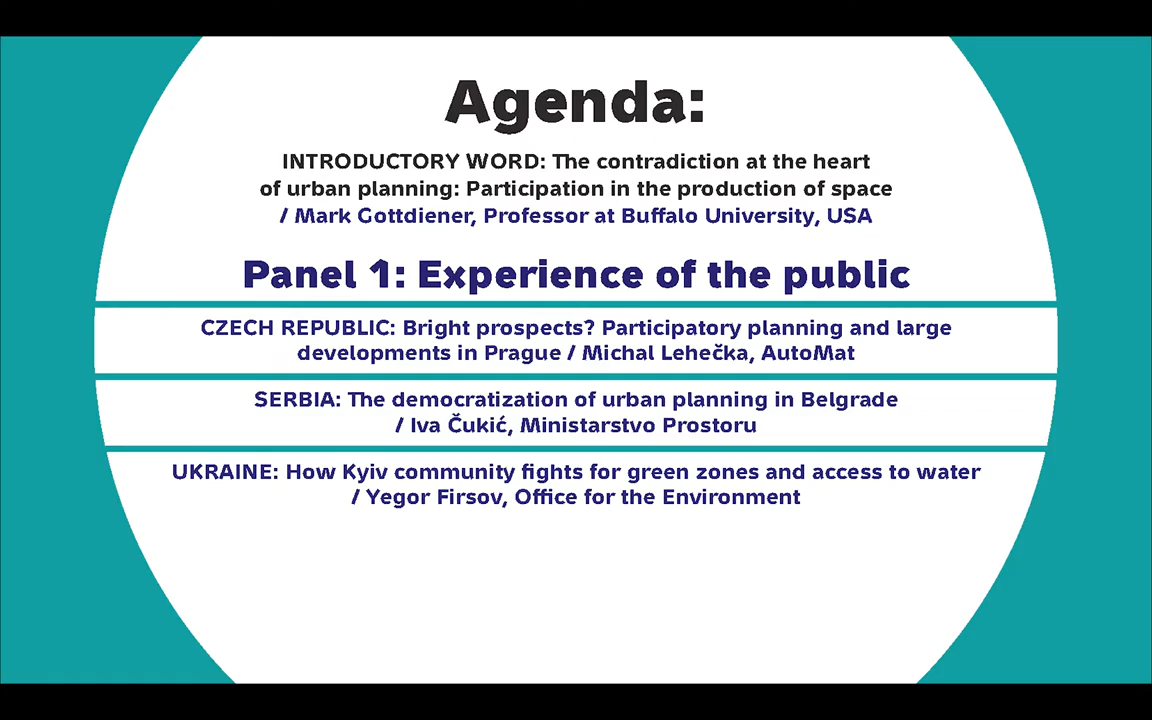 Agenda:
INTRODUCTORY WORD: The contradiction at the heart
of urban planning: Participation in the production of space
/ Mark Gottdiener, Professor at Buffalo University, USA
Panel 1: Experience of the public
CZECH REPUBLIC: Bright prospects? Participatory planning and large
developments in Prague / Michal Lehečka, AutoMat
SERBIA: The democratization of urban planning in Belgrade
/ Iva Čukić, Ministarstvo Prostoru
UKRAINE: How Kyiv community fights for green zones and access to water
/ Yegor Firsov, Office for the Environment